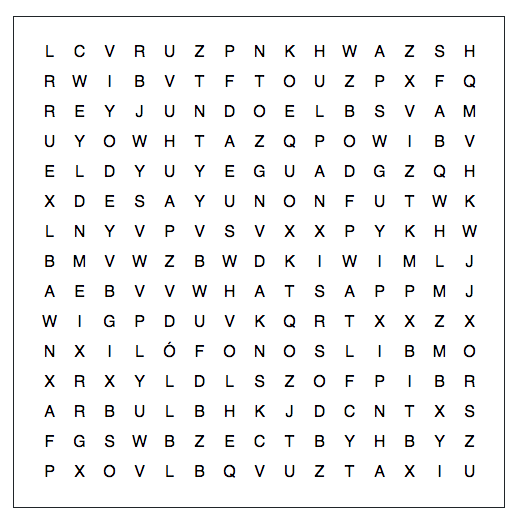 L C V R U Z P N K H W A Z S H
R W I B V T F T O U Z P X F Q
R E Y J U N D O E L B S V A M
U Y O W H T A Z Q P O W I B V
E L D Y U Y E G U A D G Z Q H
X D E S A Y U N O N F U T W K
L N Y V P V S V X X P Y K H W
B M V W Z B W D K I W I M L J
A E B V V W H A T S A P P M J
W I G P D U V K Q R T X X Z X
N X I L Ó F O N O S L I B M O
X R X Y L D L S Z O F P I B R
A R B U L B H K J D C N T X S
F G S W B Z E C T B Y H B Y Z
P X O V L B Q V U Z T A X I U